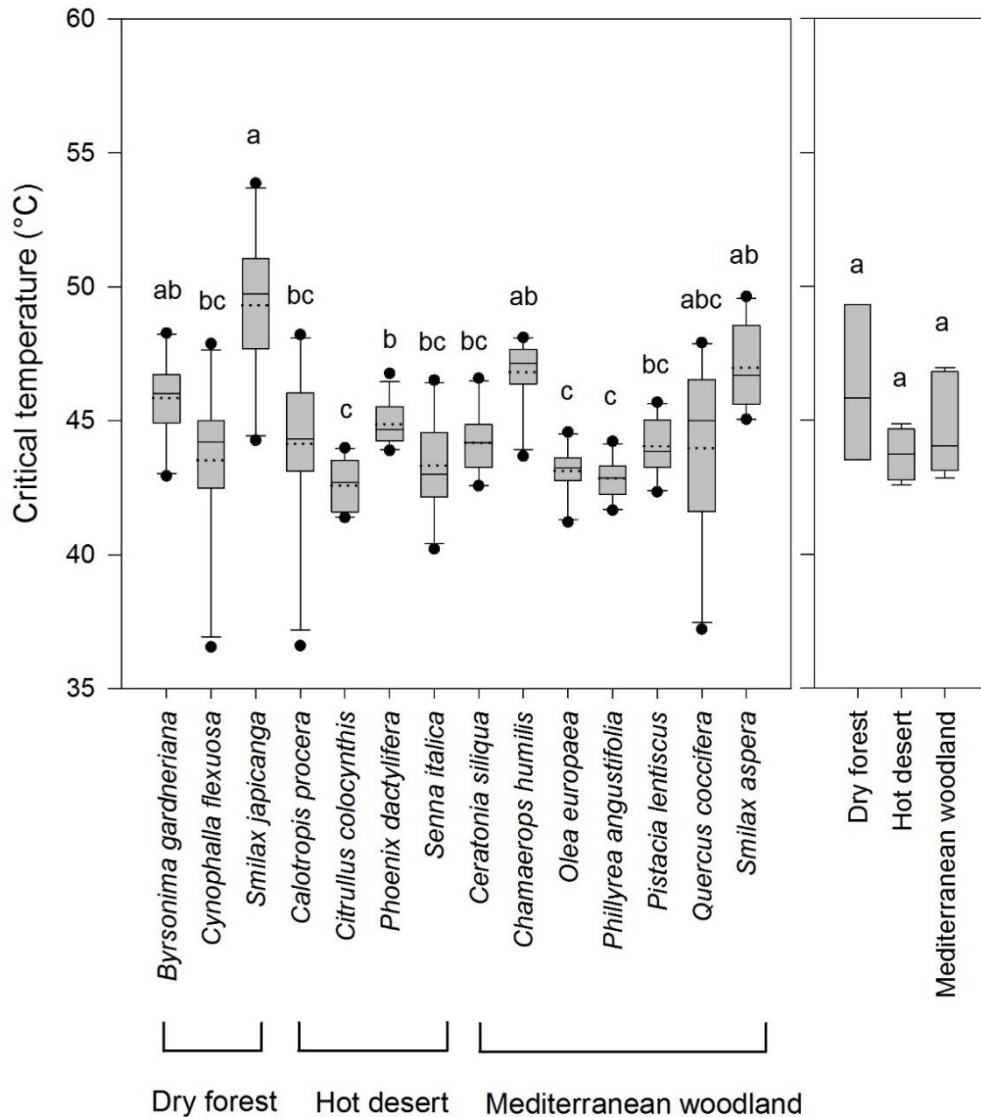 Critical temperature (°C)
60
55
50
45
40
35
ab
bc
a
bc
c
b
bc
bc
ab
c
c
bc
abc
ab
a
a
a
Byrsonima gardneriana
Cynophalla flexuosa
Smilax japicanga
Calotropis procera
Citrullus colocynthis
Phoenix dactylifera
Senna italica
Ceratonia siliqua
Chamaerops humilis
Olea europaea
Phillyrea angustifolia
Pistacia lentiscus
Quercus coccifera
Smilax aspera
Dry forest
Hot desert
Mediterranean woodland
Dry forest
Hot desert
Mediterranean woodland